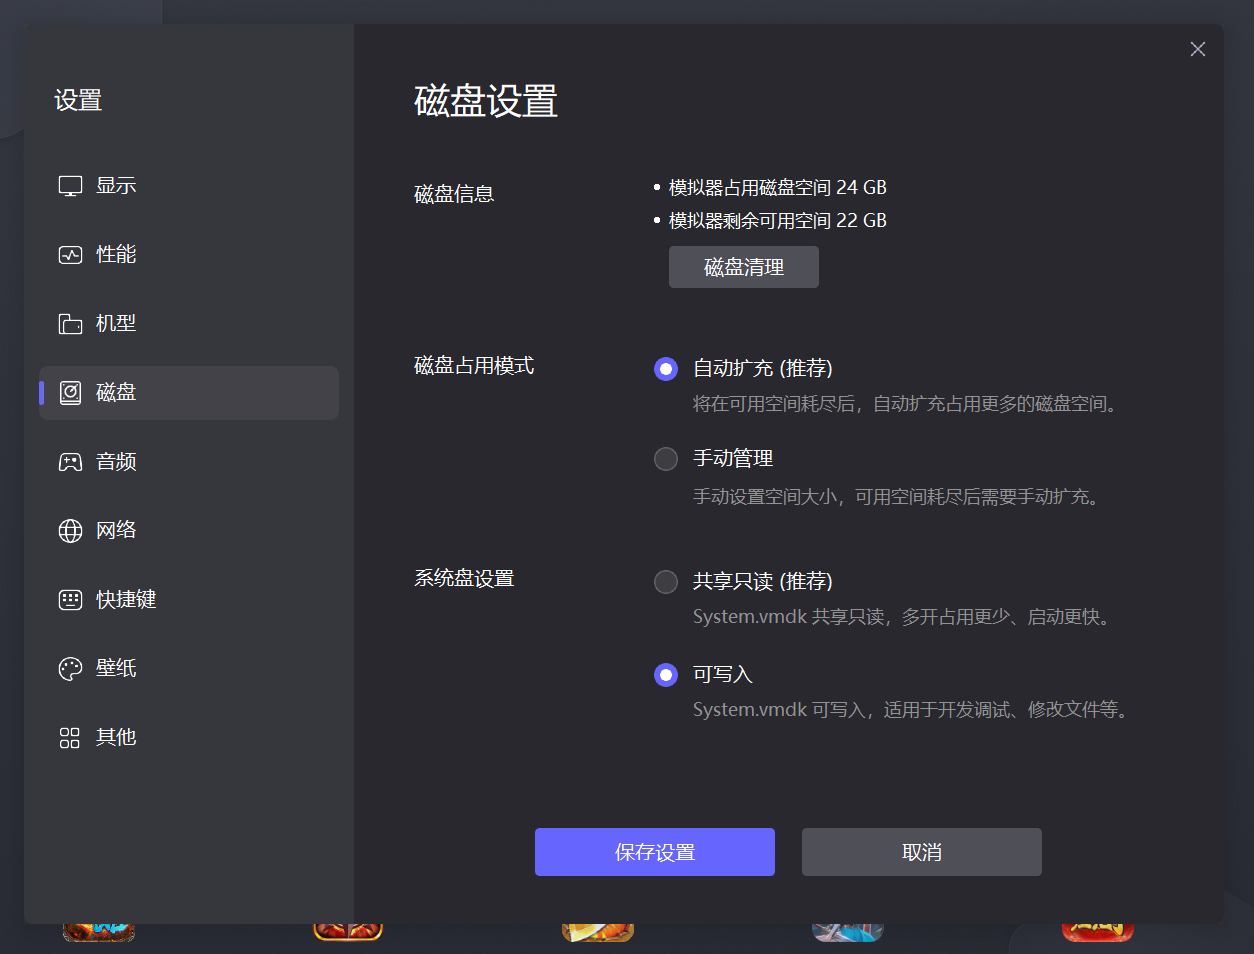 设置
显示
性能
机型
磁盘
音频
网络
快捷键
壁纸
其他
磁盘设置
磁盘信息
• 模拟器占用磁盘空间 24 GB
• 模拟器剩余可用空间 22 GB
磁盘清理
磁盘占用模式
自动扩充 (推荐)
将在可用空间耗尽后，自动扩充占用更多的磁盘空间。
手动管理
手动设置空间大小，可用空间耗尽后需要手动扩充。
系统盘设置
共享只读 (推荐)
System.vmdk 共享只读，多开占用更少、启动更快。
可写入
System.vmdk 可写入，适用于开发调试、修改文件等。
保存设置
取消